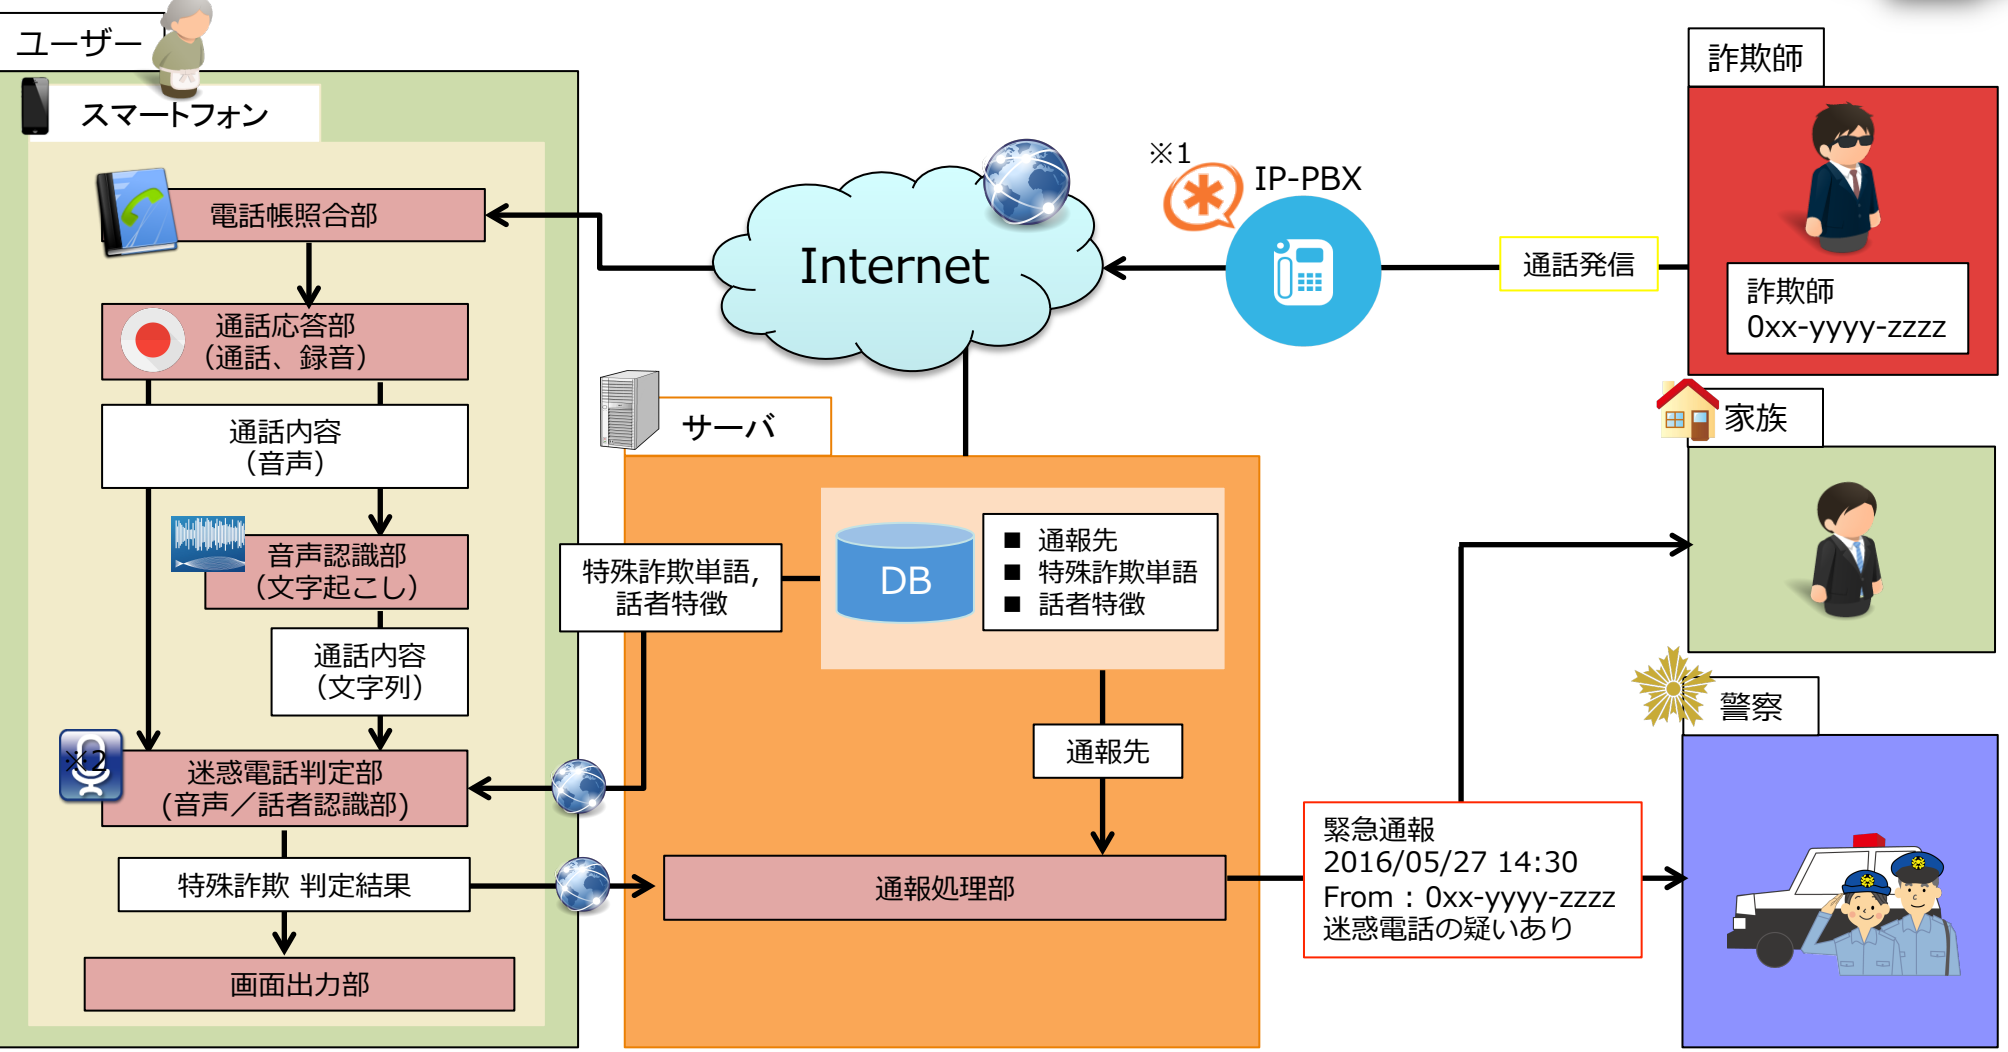 ユーザー
スマートフォン
電話帳照合部
通話応答部
（通話、録音）
通話内容
（音声）
音声認識部
（文字起こし）
通話内容
（文字列）
※2
迷惑電話判定部
(音声／話者認識部)
特殊詐欺 判定結果
画面出力部
Internet
※1
IP-PBX
通話発信
詐欺師
詐欺師
0xx-yyyy-zzzz
サーバ
特殊詐欺単語,
話者特徴
DB
■ 通報先
■ 特殊詐欺単語
■ 話者特徴
通報先
通報処理部
緊急通報
2016/05/27 14:30
From : 0xx-yyyy-zzzz
迷惑電話の疑いあり
家族
警察